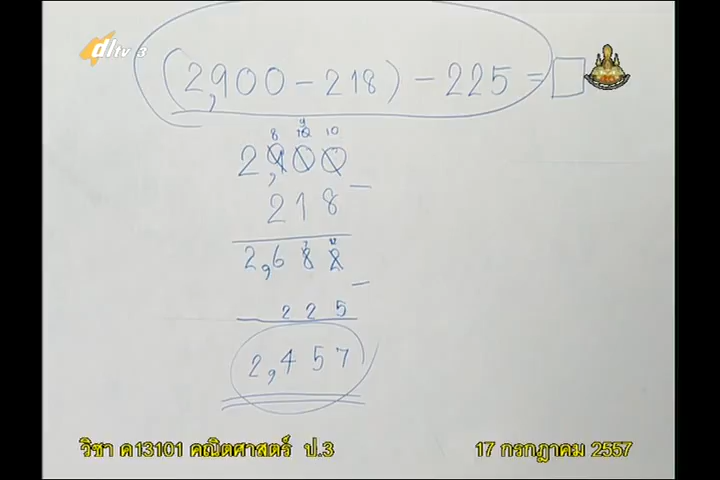 dltv 3
(2,900 - 218) - 225 = □
8 9 10 10
2,900 -
218
7 12
2,682 -
225
2,457
วิชา ค13101 คณิตศาสตร์ ป.3 17 กรกฎาคม 2557